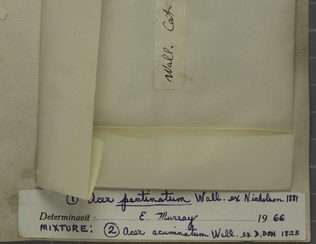 Wall. Cat
① Acer pectinatum Wall. ex Nicholson 1881
Determinavit : E. Murray 1966
MIXTURE: ② Acer acuminatum Wall. ex D. DON 1825